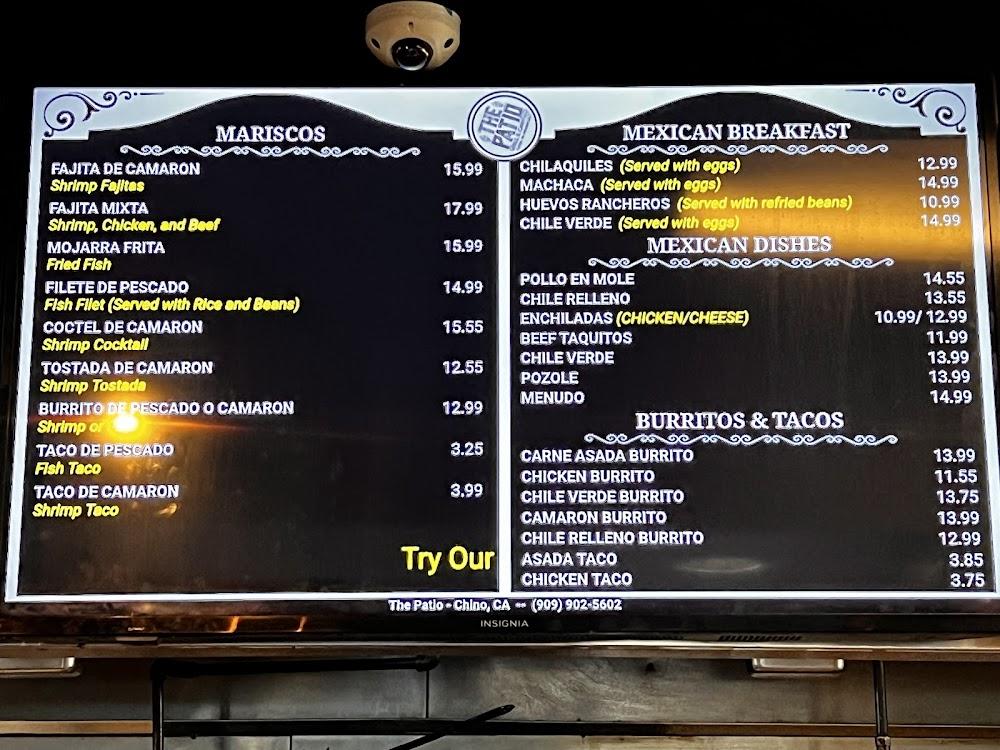 THE PATIO
MARISCOS
FAJITA DE CAMARON 15.99
Shrimp Fajitas
FAJITA MIXTA 17.99
Shrimp, Chicken, and Beef
MOJARRA FRITA 15.99
Fried Fish
FILETE DE PESCADO 14.99
Fish Filet (Served with Rice and Beans)
COCTEL DE CAMARON 15.55
Shrimp Cocktail
TOSTADA DE CAMARON 12.55
Shrimp Tostada
BURRITO DE PESCADO O CAMARON 12.99
Shrimp or
TACO DE PESCADO 3.25
Fish Taco
TACO DE CAMARON 3.99
Shrimp Taco
Try Our
MEXICAN BREAKFAST
CHILAQUILES (Served with eggs) 12.99
MACHACA (Served with eggs) 14.99
HUEVOS RANCHEROS (Served with refried beans) 10.99
CHILE VERDE (Served with eggs) 14.99
MEXICAN DISHES
POLLO EN MOLE 14.55
CHILE RELLENO 13.55
ENCHILADAS (CHICKEN/CHEESE) 10.99/ 12.99
BEEF TAQUITOS 11.99
CHILE VERDE 13.99
POZOLE 13.99
MENUDO 14.99
BURRITOS & TACOS
CARNE ASADA BURRITO 13.99
CHICKEN BURRITO 11.55
CHILE VERDE BURRITO 13.75
CAMARON BURRITO 13.99
CHILE RELLENO BURRITO 12.99
ASADA TACO 3.85
CHICKEN TACO 3.75
The Patio - Chino, CA -- (909) 902-5602
INSIGNIA